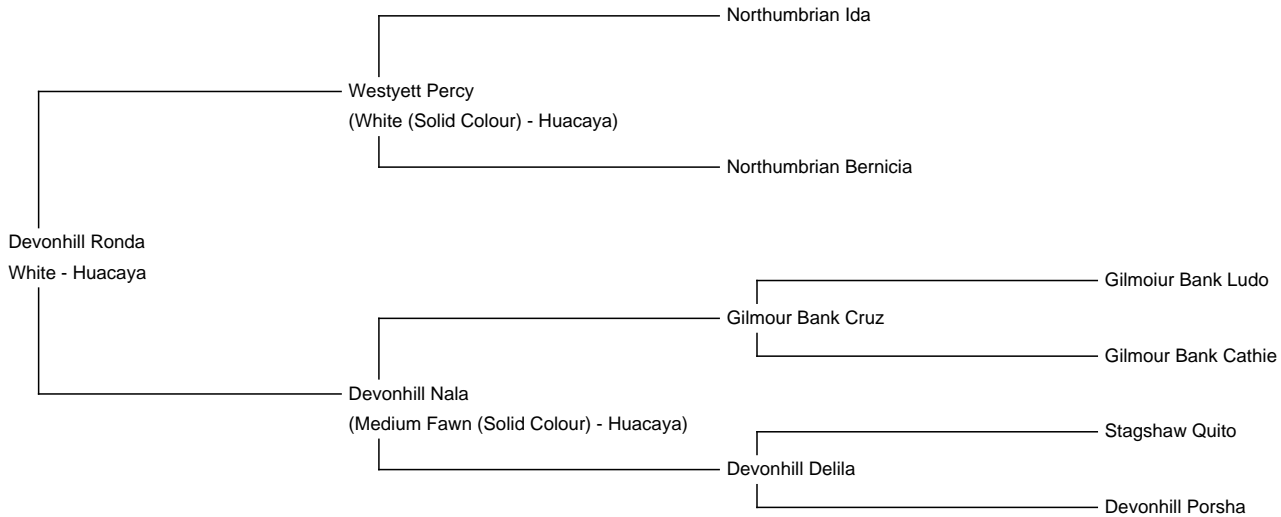 Northumbrian Ida
Westyett Percy
(White (Solid Colour) - Huacaya)
Northumbrian Bernicia
Devonhill Ronda
White - Huacaya
Gilmoiur Bank Ludo
Gilmour Bank Cruz
Gilmour Bank Cathie
Devonhill Nala
(Medium Fawn (Solid Colour) - Huacaya)
Stagshaw Quito
Devonhill Delila
Devonhill Porsha